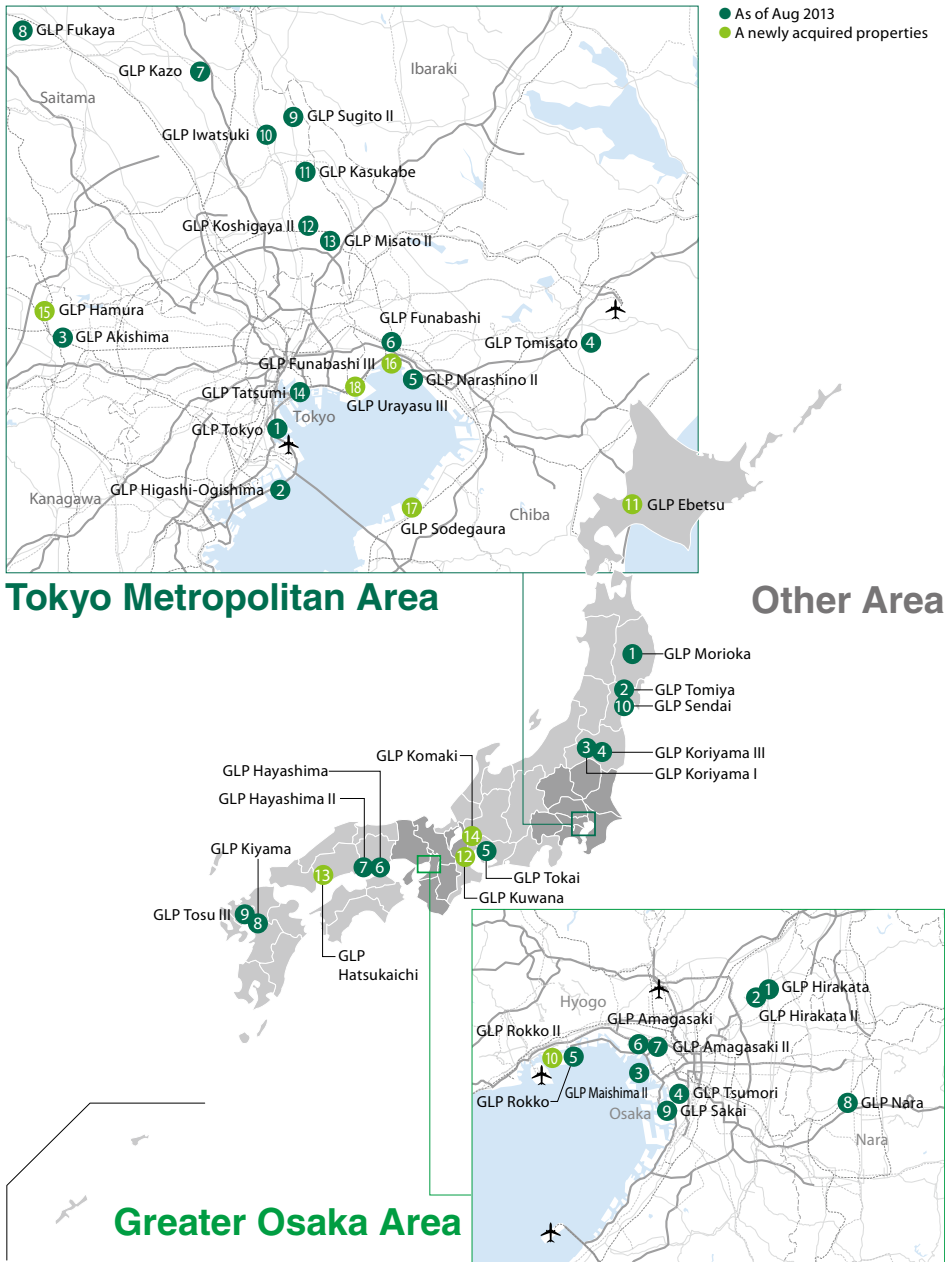 As of Aug 2013
A newly acquired properties
8 GLP Fukaya
GLP Kazo 7
Ibaraki
Saitama
9 GLP Sugito II
GLP Iwatsuki 10
11 GLP Kasukabe
GLP Koshigaya II 12
13 GLP Misato II
15 GLP Hamura
3 GLP Akishima
GLP Funabashi
6
GLP Tomisato 4
GLP Funabashi III 16
5 GLP Narashino II
18
GLP Urayasu III
GLP Tatsumi 14
Tokyo
GLP Tokyo 1
GLP Higashi-Ogishima 2
Kanagawa
17
GLP Sodegaura
Chiba
11 GLP Ebetsu
Tokyo Metropolitan Area
Other Area
1 GLP Morioka
2 GLP Tomiya
10 GLP Sendai
3 4 GLP Koriyama III
GLP Koriyama I
GLP Komaki
GLP Hayashima
GLP Hayashima II
GLP Kiyama
14
12 5
7 6
13
GLP Tokai
GLP Kuwana
GLP Tosu III 9
8
GLP
Hatsukaichi
1 GLP Hirakata
2
GLP Hirakata II
Hyogo
GLP Amagasaki
GLP Rokko II
6 7 GLP Amagasaki II
10 5
3
GLP Rokko
GLP Maishima II
4 GLP Tsumori
Osaka
9 GLP Sakai
8 GLP Nara
Nara
Greater Osaka Area